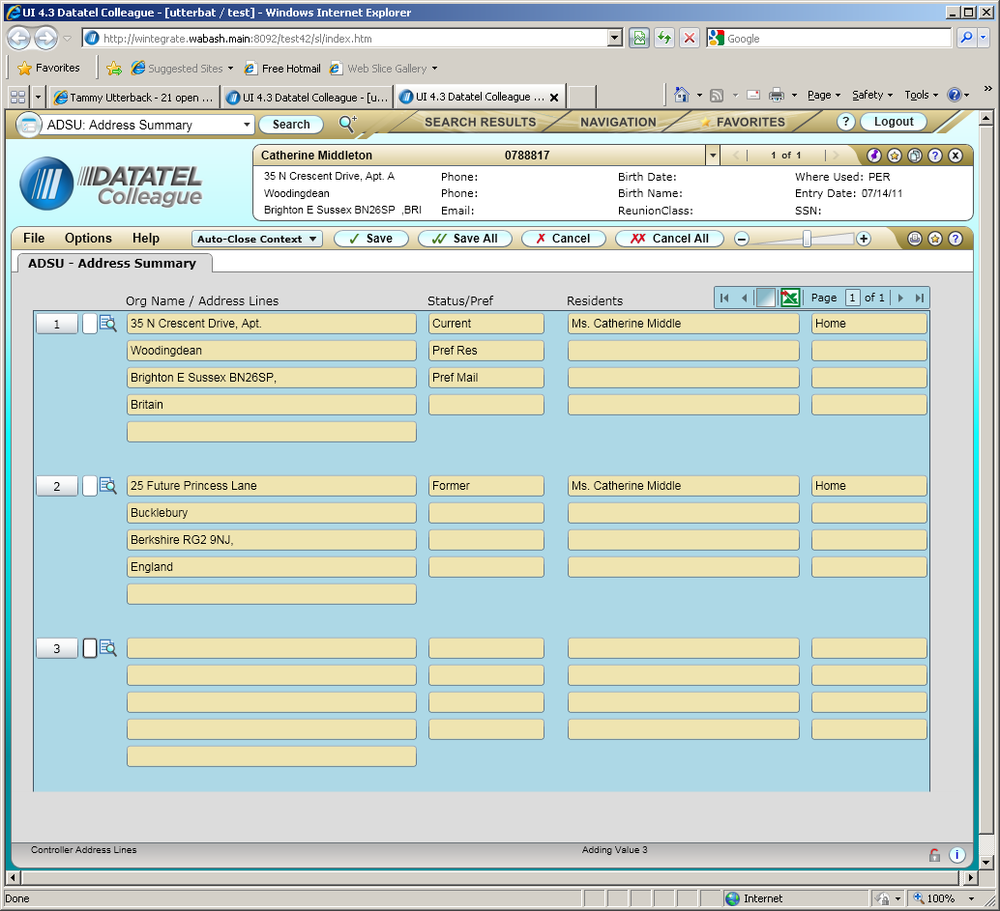 UI 4.3 Datatel Colleague - [utterbat / test] - Windows Internet Explorer
http://wintegrate.wabash.main:8092/test42/sl/index.htm
Google
Favorites Suggested Sites Free Hotmail Web Slice Gallery
Tammy Utterback - 21 open ... UI 4.3 Datatel Colleague - [u... UI 4.3 Datatel Colleague ... Page Safety Tools
ADSU: Address Summary Search SEARCH RESULTS NAVIGATION FAVORITES ? Logout
DATATEL
Colleague
Catherine Middleton 0788817 1 of 1
35 N Crescent Drive, Apt. A Phone: Birth Date: Where Used: PER
Woodingdean Phone: Birth Name: Entry Date: 07/14/11
Brighton E Sussex BN26SP ,BRI Email: ReunionClass: SSN:
File Options Help Auto-Close Context Save Save All Cancel Cancel All
ADSU - Address Summary
Org Name / Address Lines Status/Pref Residents Page 1 of 1
1 35 N Crescent Drive, Apt. Current Ms. Catherine Middle Home
Woodingdean Pref Res
Brighton E Sussex BN26SP, Pref Mail
Britain
2 25 Future Princess Lane Former Ms. Catherine Middle Home
Bucklebury
Berkshire RG2 9NJ,
England
3
Controller Address Lines Adding Value 3
Done Internet 100%